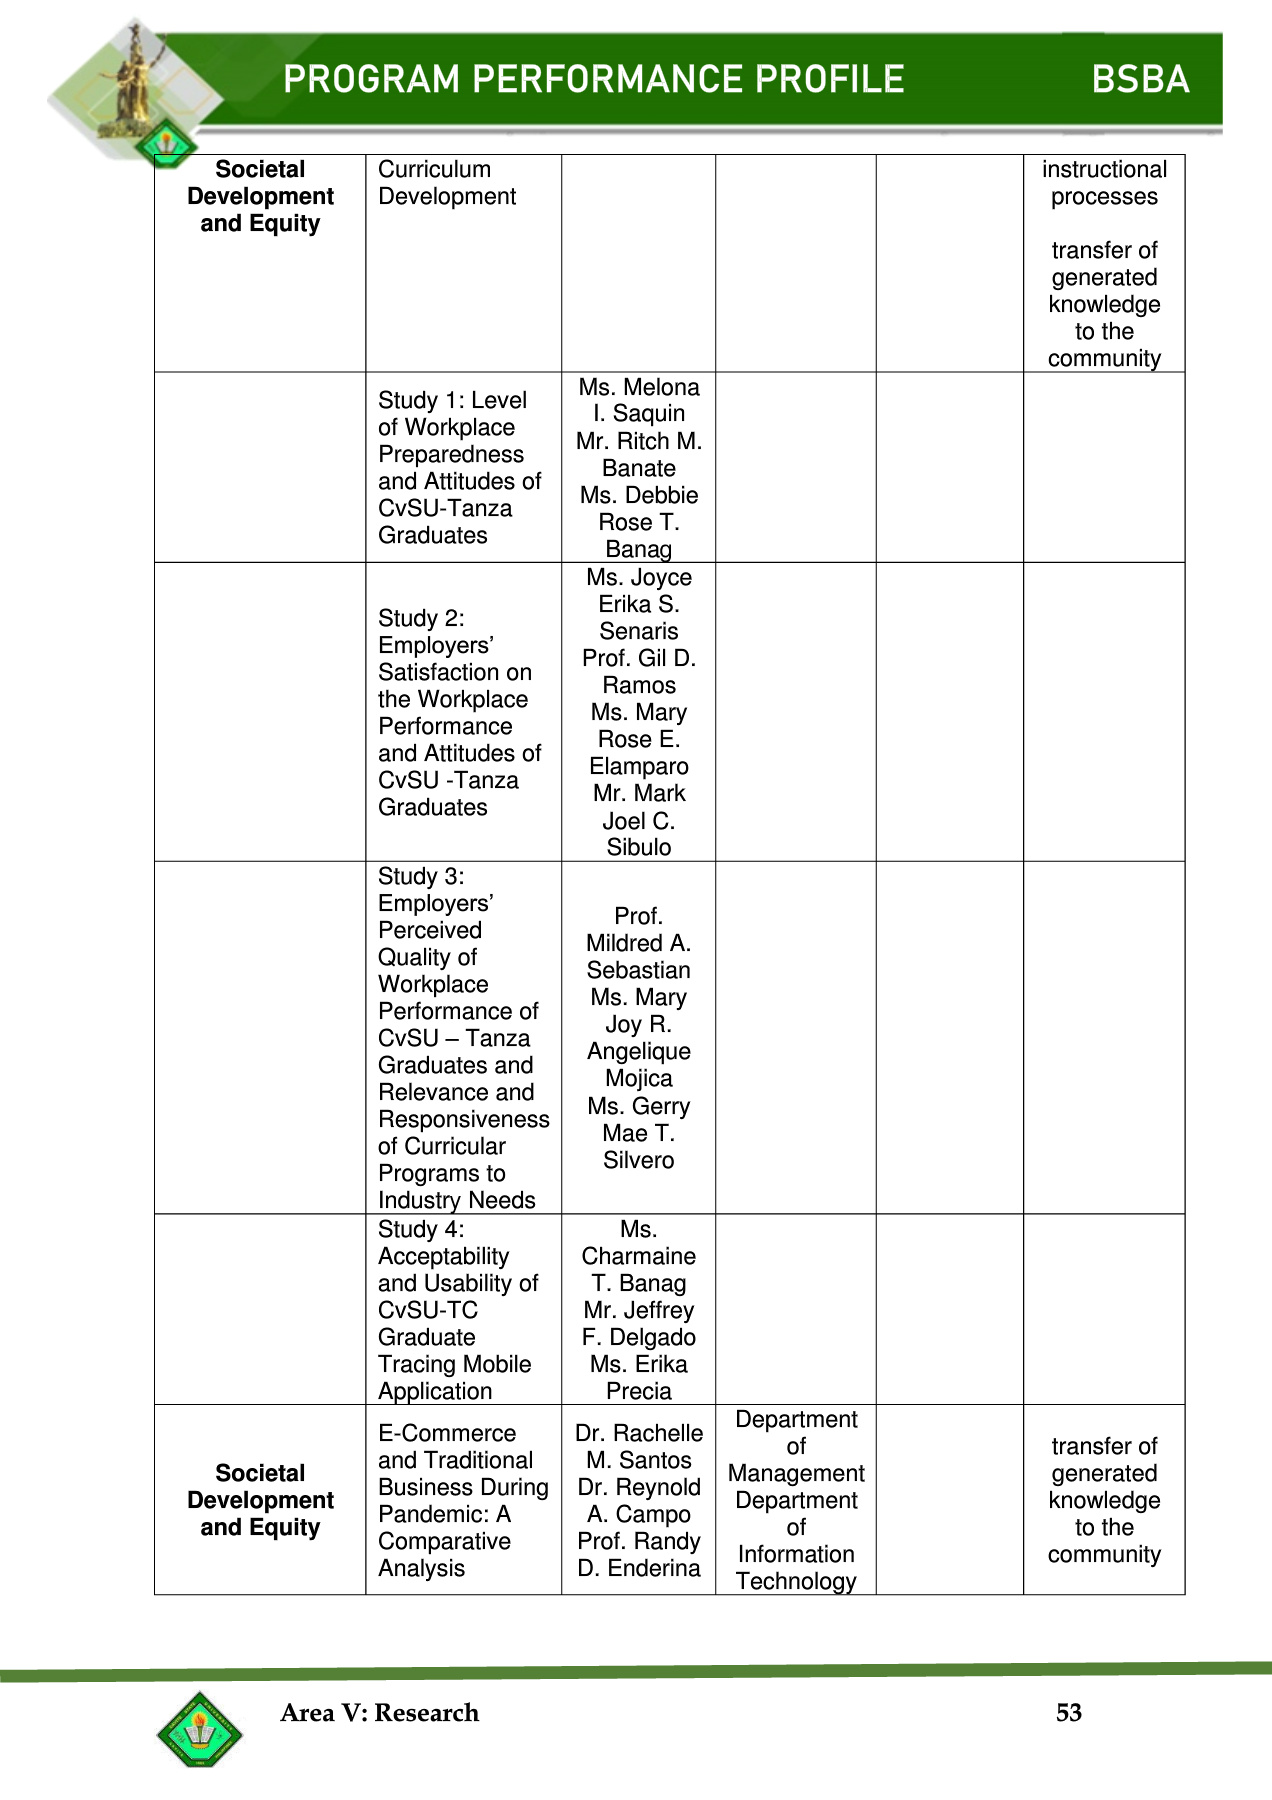 PROGRAM PERFORMANCE PROFILE BSBA
Societal
Development
and Equity
Curriculum
Development
instructional
processes
transfer of
generated
knowledge
to the
community
Study 1: Level
of Workplace
Preparedness
and Attitudes of
CvSU-Tanza
Graduates
Ms. Melona
I. Saquin
Mr. Ritch M.
Banate
Ms. Debbie
Rose T.
Banag
Study 2:
Employers’
Satisfaction on
the Workplace
Performance
and Attitudes of
CvSU -Tanza
Graduates
Ms. Joyce
Erika S.
Senaris
Prof. Gil D.
Ramos
Ms. Mary
Rose E.
Elamparo
Mr. Mark
Joel C.
Sibulo
Study 3:
Employers’
Perceived
Quality of
Workplace
Performance of
CvSU – Tanza
Graduates and
Relevance and
Responsiveness
of Curricular
Programs to
Industry Needs
Prof.
Mildred A.
Sebastian
Ms. Mary
Joy R.
Angelique
Mojica
Ms. Gerry
Mae T.
Silvero
Study 4:
Acceptability
and Usability of
CvSU-TC
Graduate
Tracing Mobile
Application
Ms.
Charmaine
T. Banag
Mr. Jeffrey
F. Delgado
Ms. Erika
Precia
Societal
Development
and Equity
E-Commerce
and Traditional
Business During
Pandemic: A
Comparative
Analysis
Dr. Rachelle
M. Santos
Dr. Reynold
A. Campo
Prof. Randy
D. Enderina
Department
of
Management
Department
of
Information
Technology
transfer of
generated
knowledge
to the
community
Area V: Research 53